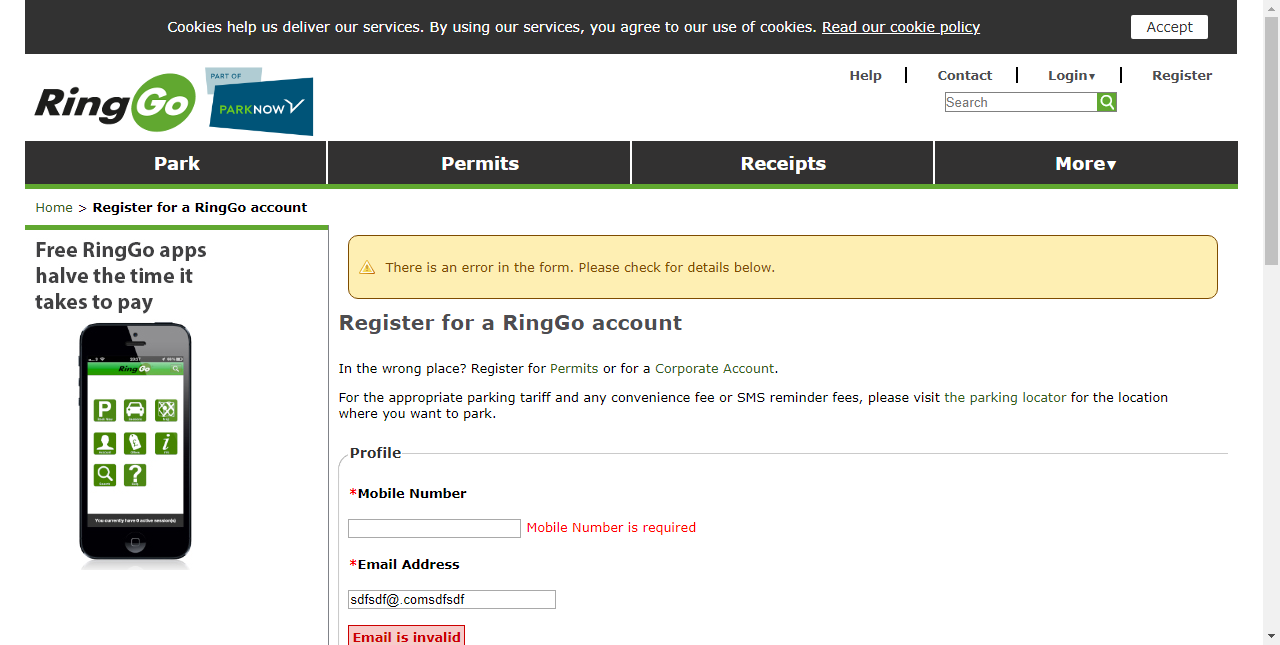 Cookies help us deliver our services. By using our services, you agree to our use of cookies. Read our cookie policy
Accept
RingGo
PART OF
PARKNOW
Help
Contact
Login▼
Register
Search
Park
Permits
Receipts
More▼
Home > Register for a RingGo account
Free RingGo apps
halve the time it
takes to pay
RingGo
You currently have 0 active session(s)
There is an error in the form. Please check for details below.
Register for a RingGo account
In the wrong place? Register for Permits or for a Corporate Account.
For the appropriate parking tariff and any convenience fee or SMS reminder fees, please visit the parking locator for the location
where you want to park.
Profile
*Mobile Number
Mobile Number is required
*Email Address
sdfsdf@.comsdfsdf
Email is invalid